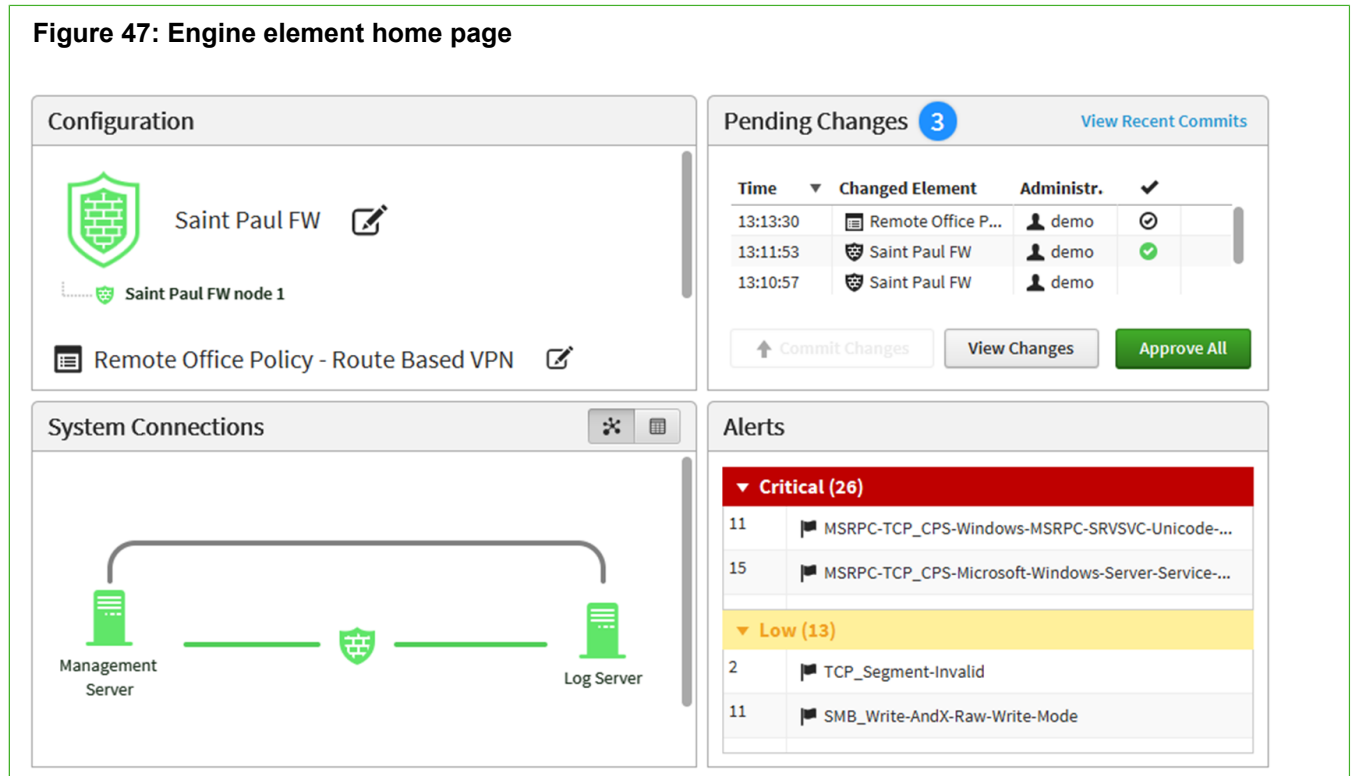 Figure 47: Engine element home page
Configuration
Saint Paul FW
Saint Paul FW node 1
Remote Office Policy - Route Based VPN
Pending Changes 3 View Recent Commits
Time Changed Element Administr.
13:13:30 Remote Office P... demo
13:11:53 Saint Paul FW demo
13:10:57 Saint Paul FW demo
Commit Changes View Changes Approve All
System Connections
Management
Server
Log Server
Alerts
Critical (26)
11 MSRPC-TCP_CPS-Windows-MSRPC-SRVSVC-Unicode-...
15 MSRPC-TCP_CPS-Microsoft-Windows-Server-Service-...
Low (13)
2 TCP_Segment-Invalid
11 SMB_Write-AndX-Raw-Write-Mode